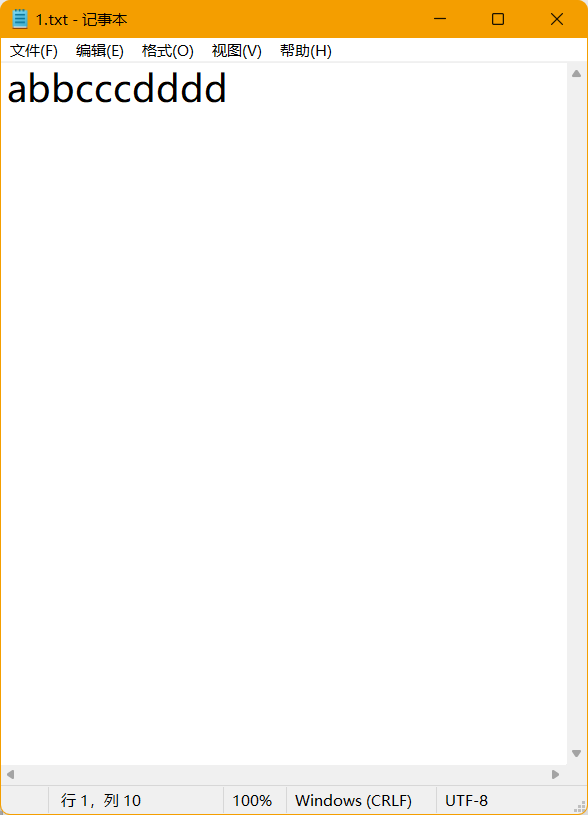 1.txt - 记事本
文件(F) 编辑(E) 格式(O) 视图(V) 帮助(H)
abbcccdddd
行 1，列 10 100% Windows (CRLF) UTF-8